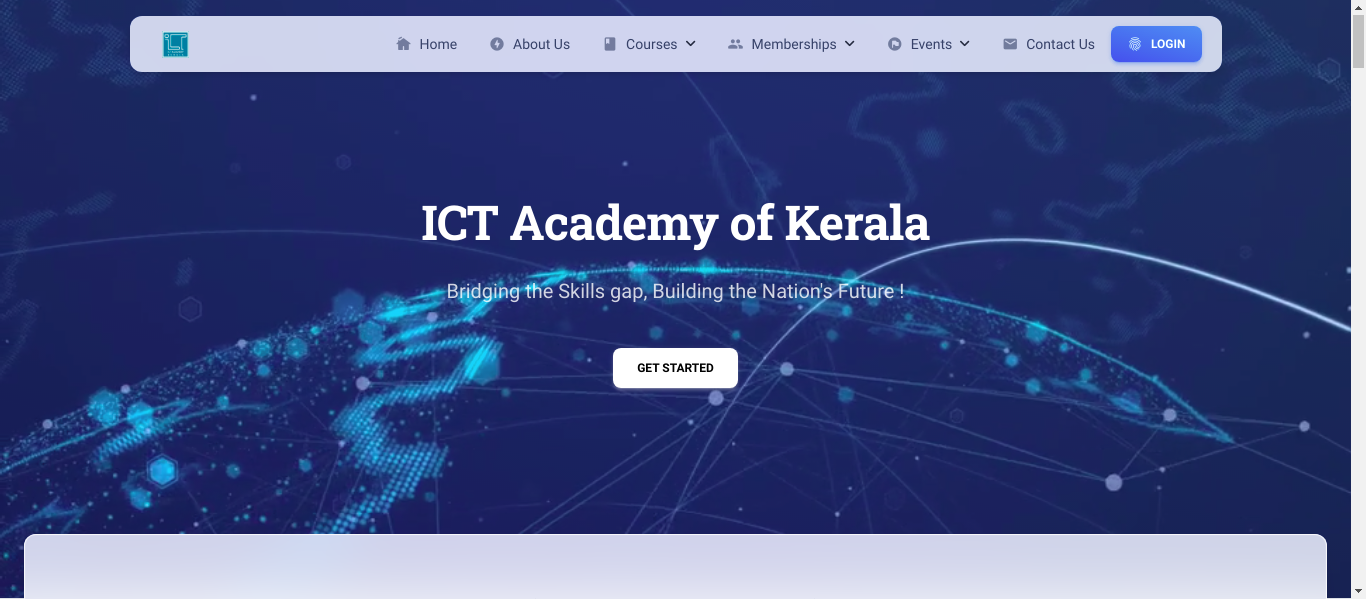 Home About Us Courses Memberships Events Contact Us LOGIN
ICT Academy of Kerala
Bridging the Skills gap, Building the Nation's Future !
GET STARTED